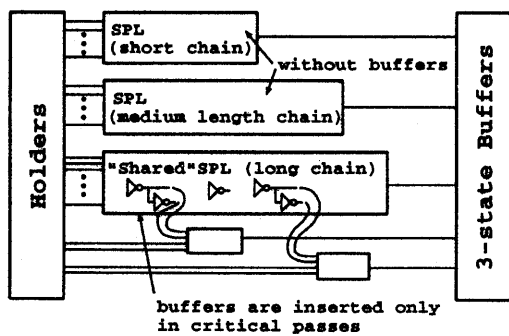 SPL
(short chain)
without buffers
SPL
(medium length chain)
"Shared"SPL (long chain)
Holders
3-state Buffers
buffers are inserted only
in critical passes